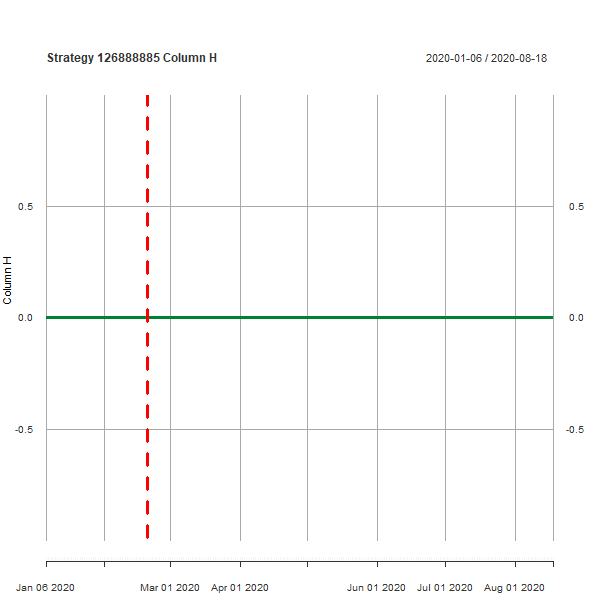 Strategy 126888885 Column H
2020-01-06 / 2020-08-18
0.5
0.5
Column H
0.0
0.0
-0.5
-0.5
Jan 06 2020
Mar 01 2020
Apr 01 2020
Jun 01 2020
Jul 01 2020
Aug 01 2020